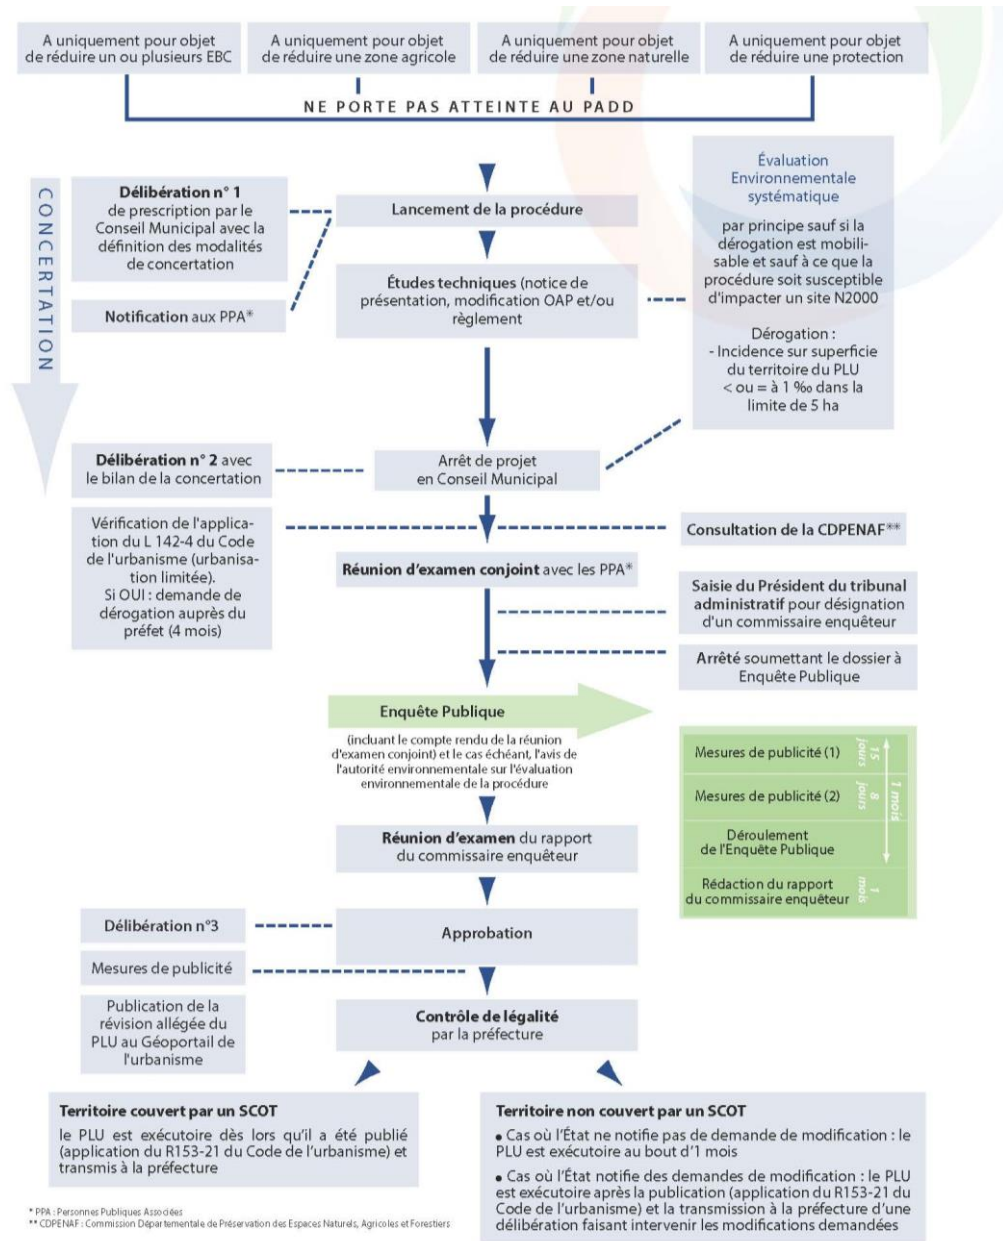 A uniquement pour objet
de réduire un ou plusieurs EBC
A uniquement pour objet
de réduire une zone agricole
A uniquement pour objet
de réduire une zone naturelle
A uniquement pour objet
de réduire une protection
NE PORTE PAS ATTEINTE AU PADD
CONCERTATION
Délibération n° 1
de prescription par le
Conseil Municipal avec la
définition des modalités
de concertation
Notification aux PPA*
Lancement de la procédure
Études techniques (notice de
présentation, modification OAP et/ou
règlement
Évaluation
Environnementale
systématique
par principe sauf si la
dérogation est mobili-
sable et sauf à ce que la
procédure soit susceptible
d'impacter un site N2000
Dérogation :
- Incidence sur superficie
du territoire du PLU
< ou = à 1 ‰ dans la
limite de 5 ha
Délibération n° 2 avec
le bilan de la concertation
Arrêt de projet
en Conseil Municipal
Vérification de l'applica-
tion du L 142-4 du Code
de l'urbanisme (urbanisa-
tion limitée).
Si OUI : demande de
dérogation auprès du
préfet (4 mois)
Consultation de la CDPENAF**
Réunion d'examen conjoint avec les PPA*
Saisie du Président du tribunal
administratif pour désignation
d'un commissaire enquêteur
Arrêté soumettant le dossier à
Enquête Publique
Enquête Publique
(incluant le compte rendu de la réunion
d'examen conjoint) et le cas échéant, l'avis de
l'autorité environnementale sur l'évaluation
environnementale de la procédure
Mesures de publicité (1)
15 jours
Mesures de publicité (2)
8 jours
1 mois
Déroulement
de l'Enquête Publique
Rédaction du rapport
du commissaire enquêteur
1 mois
Réunion d'examen du rapport
du commissaire enquêteur
Délibération n°3
Approbation
Mesures de publicité
Publication de la
révision allégée du
PLU au Géoportail de
l'urbanisme
Contrôle de légalité
par la préfecture
Territoire couvert par un SCOT
le PLU est exécutoire dès lors qu'il a été publié
(application du R153-21 du Code de l'urbanisme) et
transmis à la préfecture
Territoire non couvert par un SCOT
• Cas où l'État ne notifie pas de demande de modification : le
PLU est exécutoire au bout d'1 mois
• Cas où l'État notifie des demandes de modification : le PLU
est exécutoire après la publication (application du R153-21 du
Code de l'urbanisme) et la transmission à la préfecture d'une
délibération faisant intervenir les modifications demandées
* PPA : Personnes Publiques Associées
** CDPENAF : Commission Départementale de Préservation des Espaces Naturels, Agricoles et Forestiers